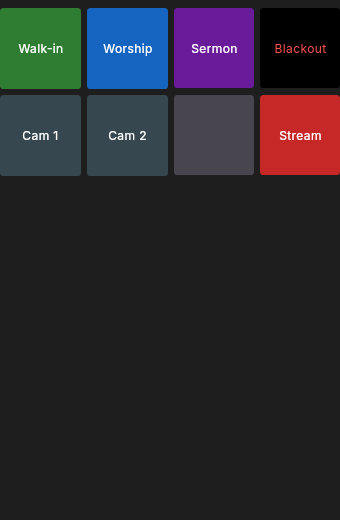 Walk-in
Worship
Sermon
Blackout
Cam 1
Cam 2
Stream